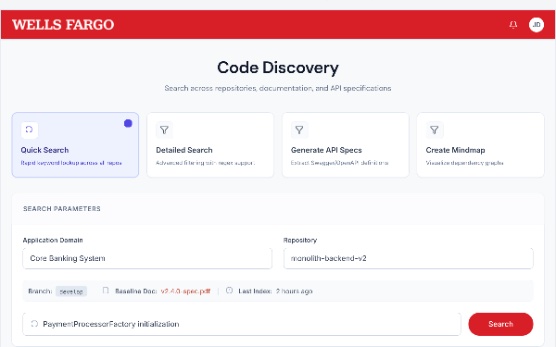 WELLS FARGO
JD
Code Discovery
Search across repositories, documentation, and API specifications
Quick Search
Rapid keyword lookup across all repos
Detailed Search
Advanced filtering with regex support
Generate API Specs
Extract Swagger/OpenAPI definitions
Create Mindmap
Visualize dependency graphs
SEARCH PARAMETERS
Application Domain
Repository
Core Banking System
monolith-backend-v2
Branch: develop
Baseline Doc: v2.4.0-spec.pdf
Last Index: 2 hours ago
PaymentProcessorFactory initialization
Search